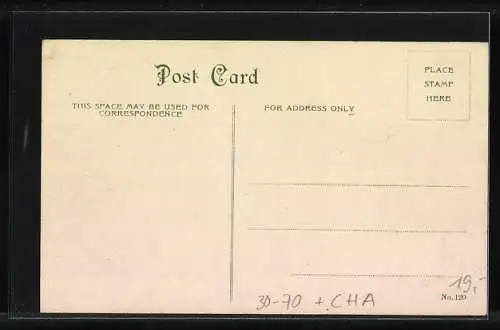 Post Card
THIS SPACE MAY BE USED FOR
CORRESPONDENCE
FOR ADDRESS ONLY
PLACE
STAMP
HERE
19,-
No. 120
30-70 + CHA